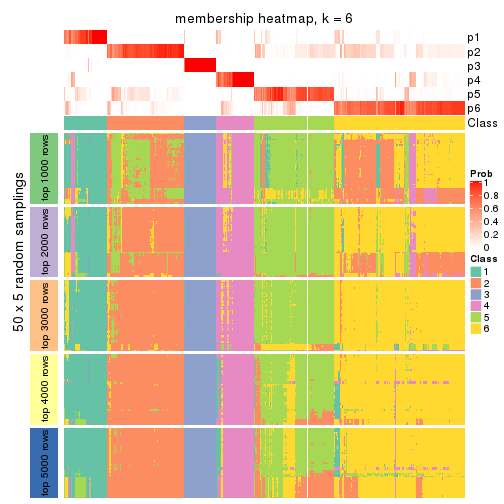 membership heatmap, k = 6
p1
p2
p3
p4
p5
p6
Class
50 x 5 random samplings
top 1000 rows
top 2000 rows
top 3000 rows
top 4000 rows
top 5000 rows
Prob
1
0.8
0.6
0.4
0.2
0
Class
1
2
3
4
5
6